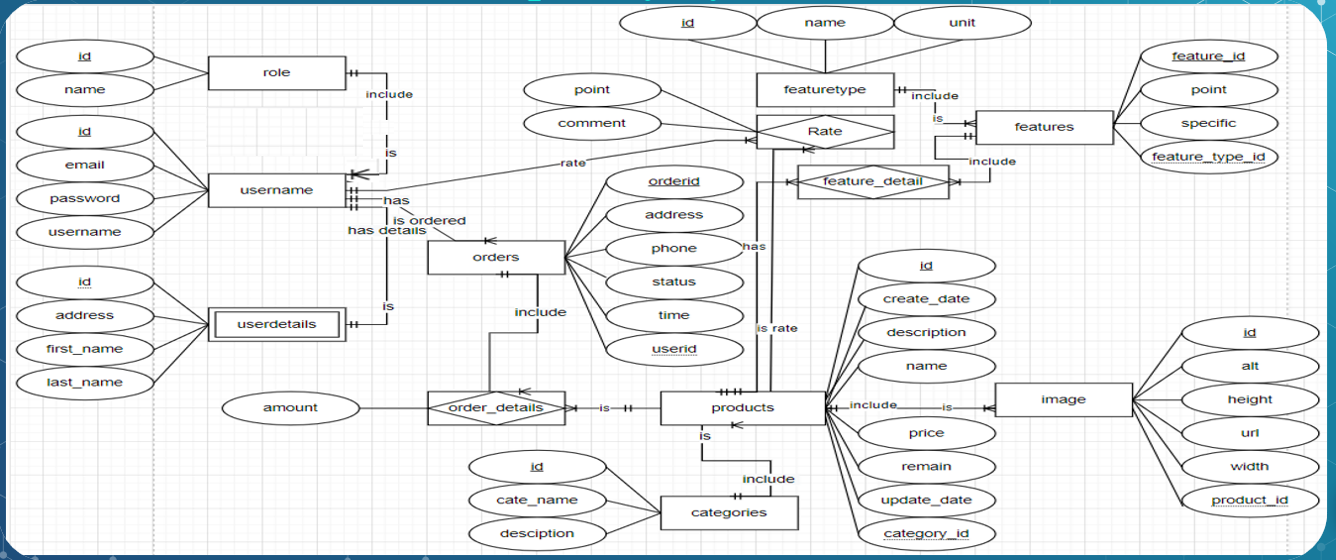 id
name
unit
id
role
name
include
featuretype
include
feature_id
point
point
comment
Rate
is
features
specific
feature_type_id
id
email
password
username
username
is
rate
include
feature_detail
has
is ordered
has details
orderid
address
phone
status
time
userid
orders
has
id
address
first_name
last_name
userdetails
is
include
is rate
id
create_date
description
name
price
remain
update_date
category_id
id
alt
height
url
width
product_id
amount
order_details
is
products
include
is
image
is
include
id
cate_name
desciption
categories